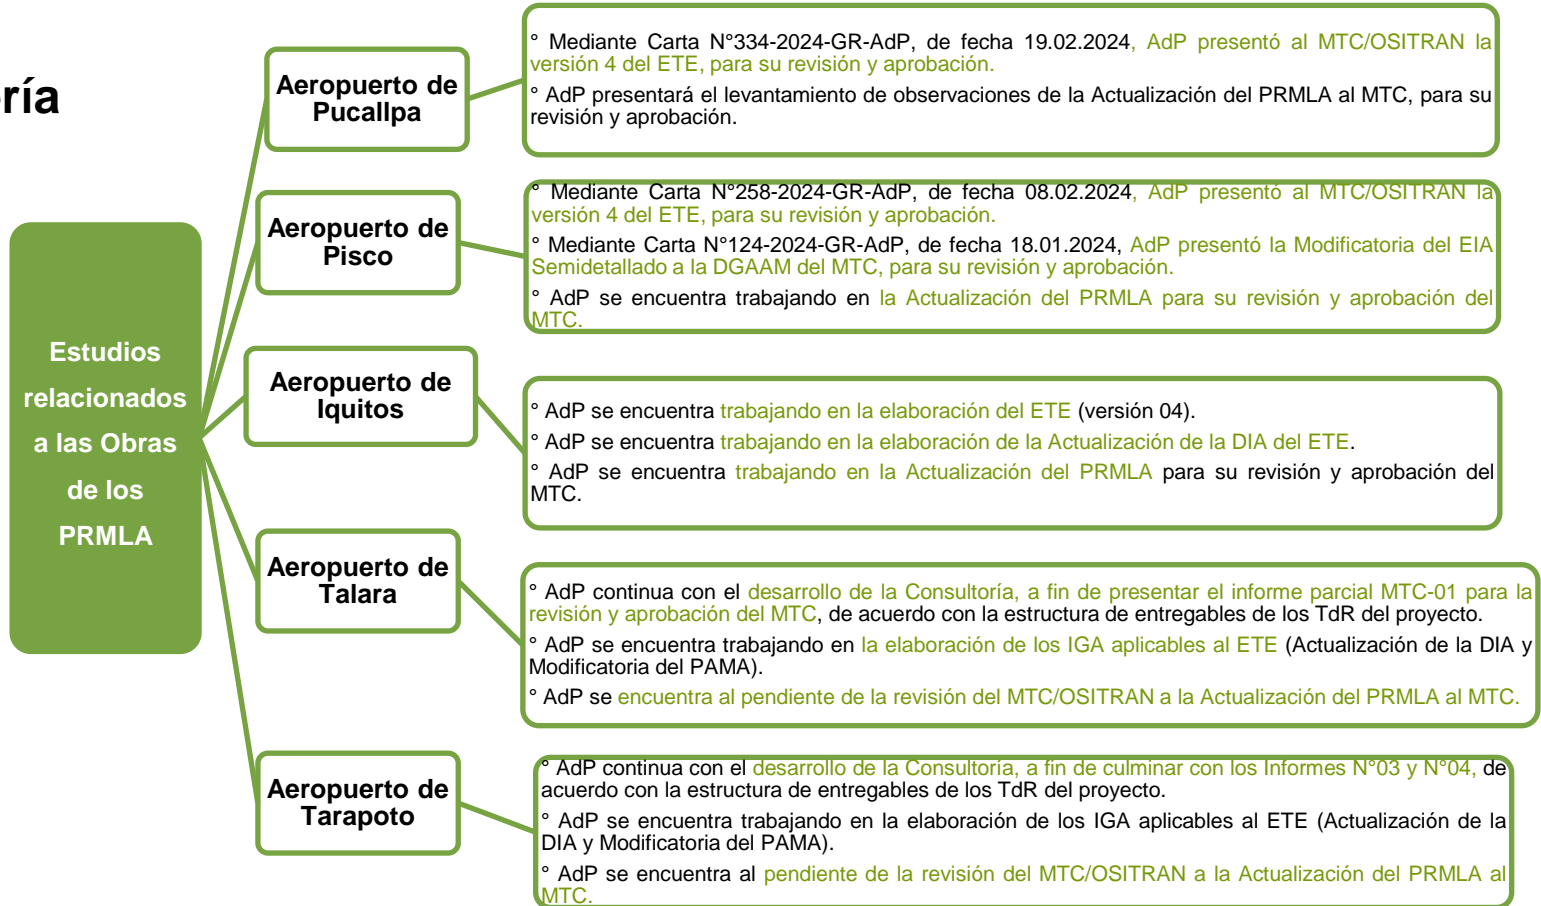 ría
Estudios
relacionados
a las Obras
de los
PRMLA
Aeropuerto de
Pucallpa
° Mediante Carta N°334-2024-GR-AdP, de fecha 19.02.2024, AdP presentó al MTC/OSITRAN la
versión 4 del ETE, para su revisión y aprobación.
° AdP presentará el levantamiento de observaciones de la Actualización del PRMLA al MTC, para su
revisión y aprobación.
Aeropuerto de
Pisco
° Mediante Carta N°258-2024-GR-AdP, de fecha 08.02.2024, AdP presentó al MTC/OSITRAN la
versión 4 del ETE, para su revisión y aprobación.
° Mediante Carta N°124-2024-GR-AdP, de fecha 18.01.2024, AdP presentó la Modificatoria del EIA
Semidetallado a la DGAAM del MTC, para su revisión y aprobación.
° AdP se encuentra trabajando en la Actualización del PRMLA para su revisión y aprobación del
MTC.
Aeropuerto de
Iquitos
° AdP se encuentra trabajando en la elaboración del ETE (versión 04).
° AdP se encuentra trabajando en la elaboración de la Actualización de la DIA del ETE.
° AdP se encuentra trabajando en la Actualización del PRMLA para su revisión y aprobación del
MTC.
Aeropuerto de
Talara
° AdP continua con el desarrollo de la Consultoría, a fin de presentar el informe parcial MTC-01 para la
revisión y aprobación del MTC, de acuerdo con la estructura de entregables de los TdR del proyecto.
° AdP se encuentra trabajando en la elaboración de los IGA aplicables al ETE (Actualización de la DIA y
Modificatoria del PAMA).
° AdP se encuentra al pendiente de la revisión del MTC/OSITRAN a la Actualización del PRMLA al MTC.
Aeropuerto de
Tarapoto
° AdP continua con el desarrollo de la Consultoría, a fin de culminar con los Informes N°03 y N°04, de
acuerdo con la estructura de entregables de los TdR del proyecto.
° AdP se encuentra trabajando en la elaboración de los IGA aplicables al ETE (Actualización de la
DIA y Modificatoria del PAMA).
° AdP se encuentra al pendiente de la revisión del MTC/OSITRAN a la Actualización del PRMLA al
MTC.